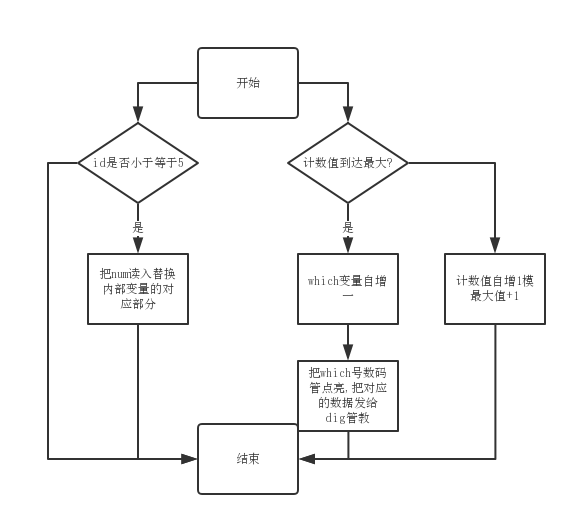 开始
id是否小于等于5
计数值到达最大?
是
是
把num读入替换
内部变量的对
应部分
which变量自增
一
计数值自增1模
最大值+1
把which号数码
管点亮,把对应
的数据发给
dig管教
结束